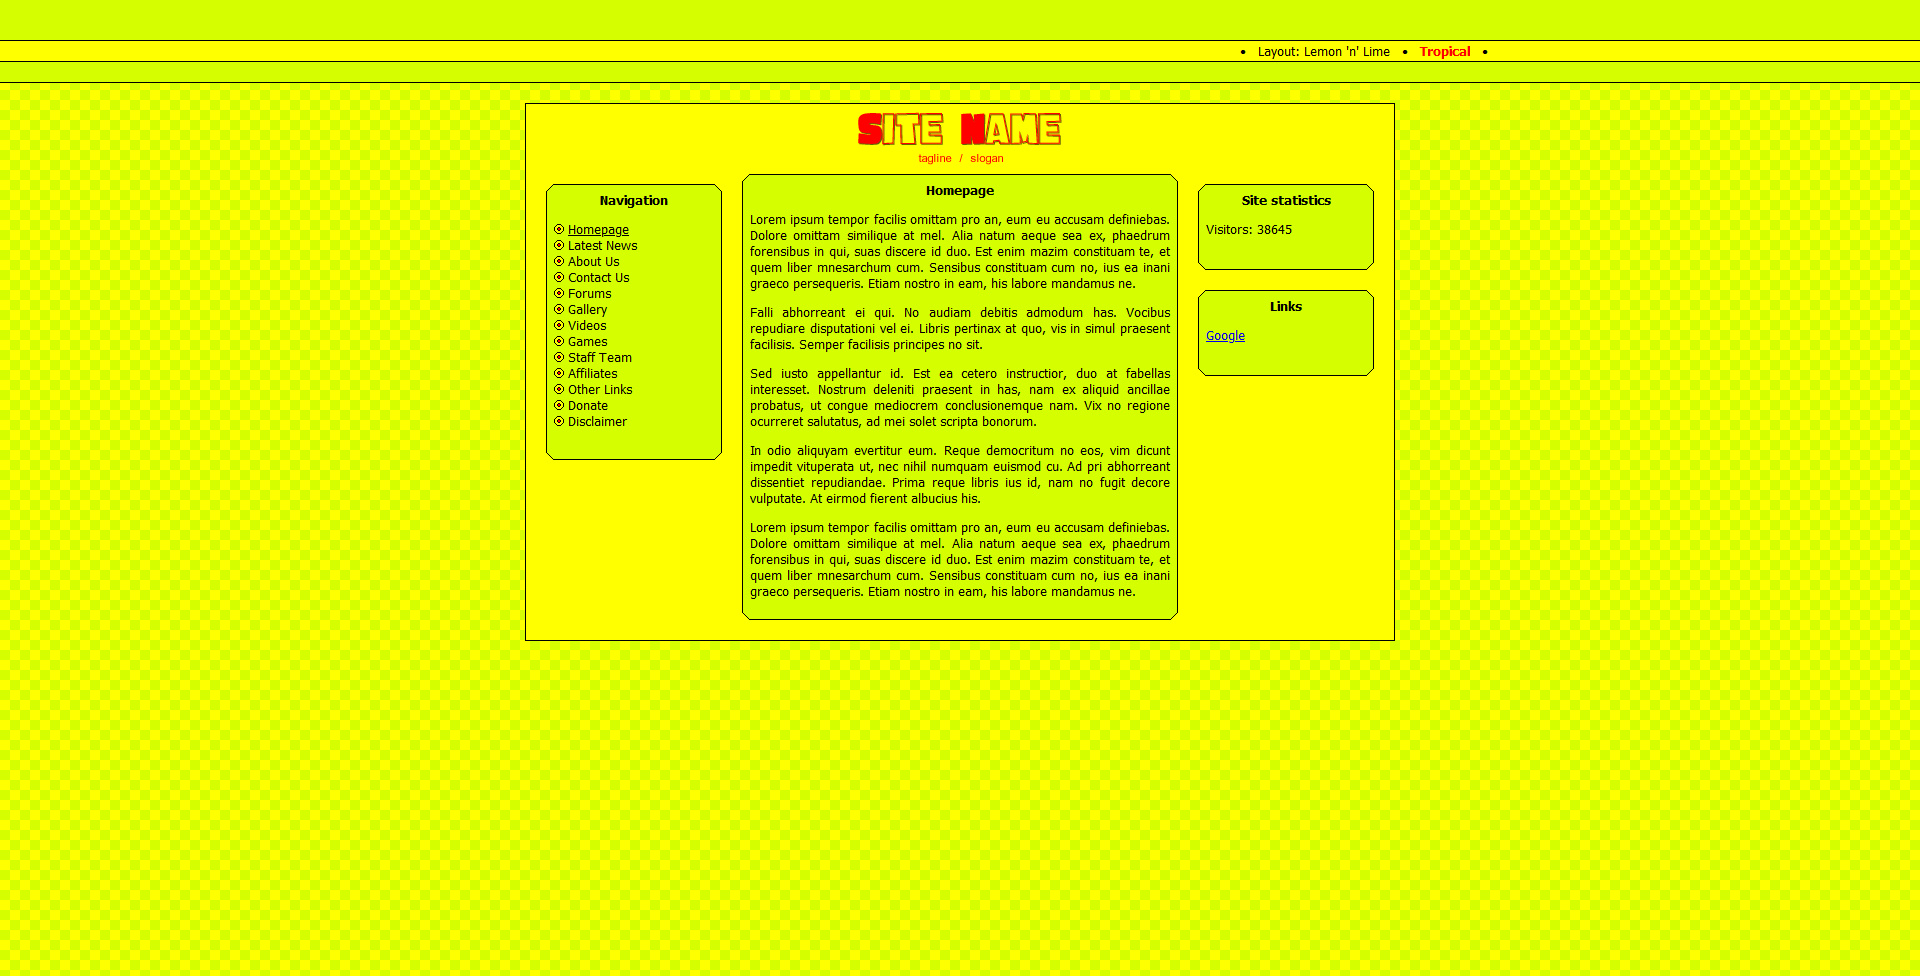 • Layout: Lemon 'n' Lime • Tropical •
SITE NAME
tagline / slogan
Navigation
Homepage
Latest News
About Us
Contact Us
Forums
Gallery
Videos
Games
Staff Team
Affiliates
Other Links
Donate
Disclaimer
Homepage
Lorem ipsum tempor facilis omittam pro an, eum eu accusam definiebas.
Dolore omittam similique at mel. Alia natum aeque sea ex, phaedrum
forensibus in qui, suas discere id duo. Est enim mazim constituam te, et
quem liber mnesarchum cum. Sensibus constituam cum no, ius ea inani
graeco persequeris. Etiam nostro in eam, his labore mandamus ne.
Falli abhorreant ei qui. No audiam debitis admodum has. Vocibus
repudiare disputationi vel ei. Libris pertinax at quo, vis in simul praesent
facilisis. Semper facilisis principes no sit.
Sed iusto appellantur id. Est ea cetero instructior, duo at fabellas
interesset. Nostrum deleniti praesent in has, nam ex aliquid ancillae
probatus, ut congue mediocrem conclusionemque nam. Vix no regione
ocurreret salutatus, ad mei solet scripta bonorum.
In odio aliquyam evertitur eum. Reque democritum no eos, vim dicunt
impedit vituperata ut, nec nihil numquam euismod cu. Ad pri abhorreant
dissentiet repudiandae. Prima reque libris ius id, nam no fugit decore
vulputate. At eirmod fierent albucius his.
Lorem ipsum tempor facilis omittam pro an, eum eu accusam definiebas.
Dolore omittam similique at mel. Alia natum aeque sea ex, phaedrum
forensibus in qui, suas discere id duo. Est enim mazim constituam te, et
quem liber mnesarchum cum. Sensibus constituam cum no, ius ea inani
graeco persequeris. Etiam nostro in eam, his labore mandamus ne.
Site statistics
Visitors: 38645
Links
Google